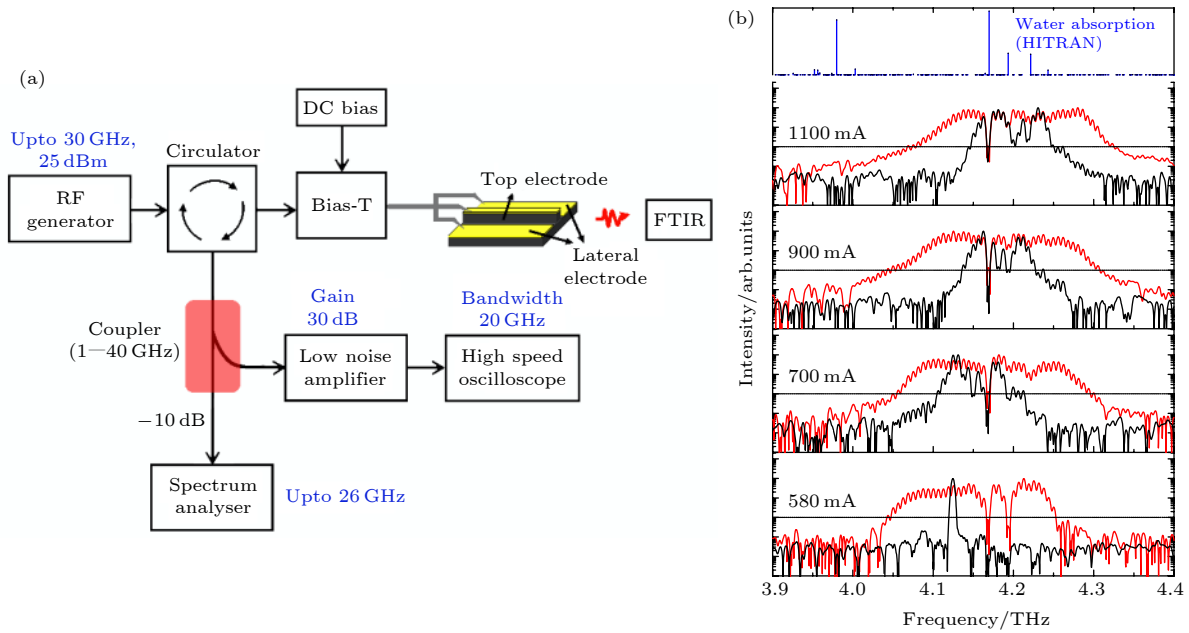 (a)
Upto 30 GHz,
25 dBm
RF
generator
Circulator
DC bias
Bias-T
Top electrode
Lateral
electrode
FTIR
Coupler
(1—40 GHz)
Gain
30 dB
Low noise
amplifier
Bandwidth
20 GHz
High speed
oscilloscope
−10 dB
Spectrum
analyser
Upto 26 GHz
(b)
Water absorption
(HITRAN)
1100 mA
900 mA
700 mA
580 mA
Intensity/arb.units
3.9 4.0 4.1 4.2 4.3 4.4
Frequency/THz